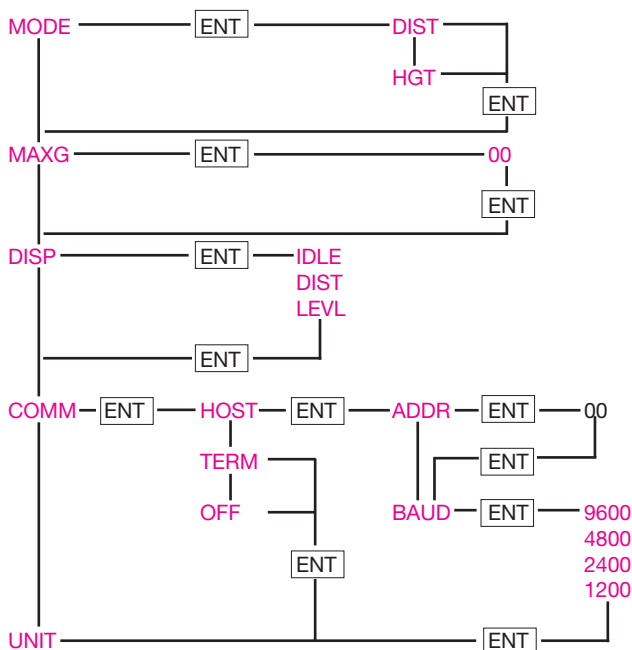 MODE ENT DIST
HGT
ENT
MAXG ENT 00
ENT
DISP ENT IDLE
DIST
LEVL
ENT
COMM ENT HOST ENT ADDR ENT 00
TERM ENT
OFF BAUD ENT 9600
4800
ENT 2400
1200
UNIT ENT